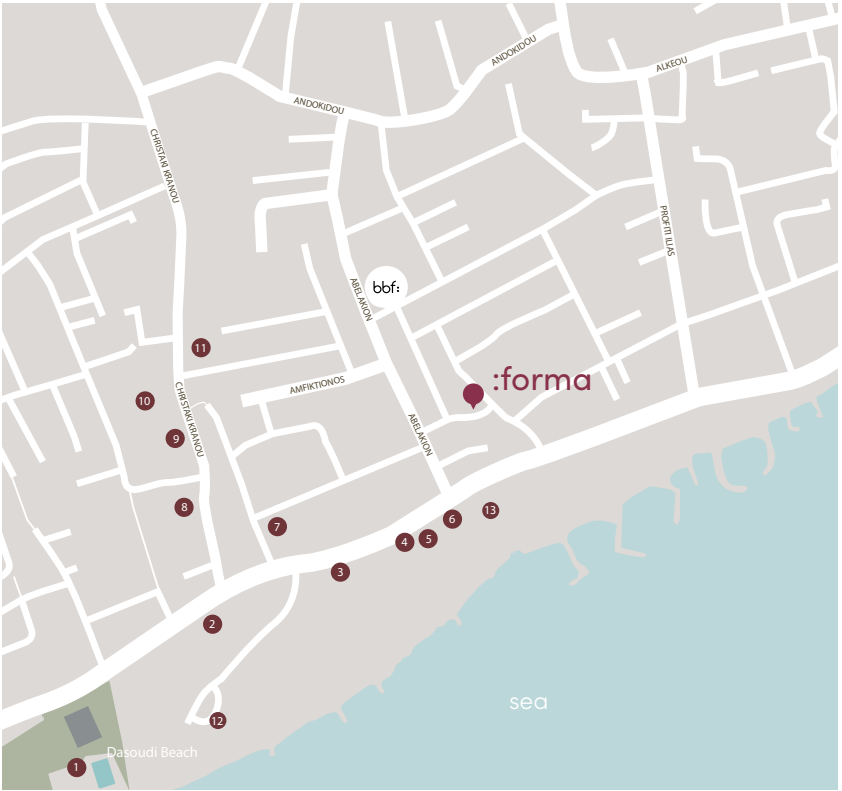 ANDOKIDOU
ALKEOU
ANDOKIDOU
CHRISTAKI KRANOU
PROFITI ILIAS
bbf:
ABELAKION
11
:forma
AMFIKTIONOS
10
CHRISTAKI KRANOU
ABELAKION
9
8
13
6
7
5
4
3
2
sea
12
Dasoudi Beach
1